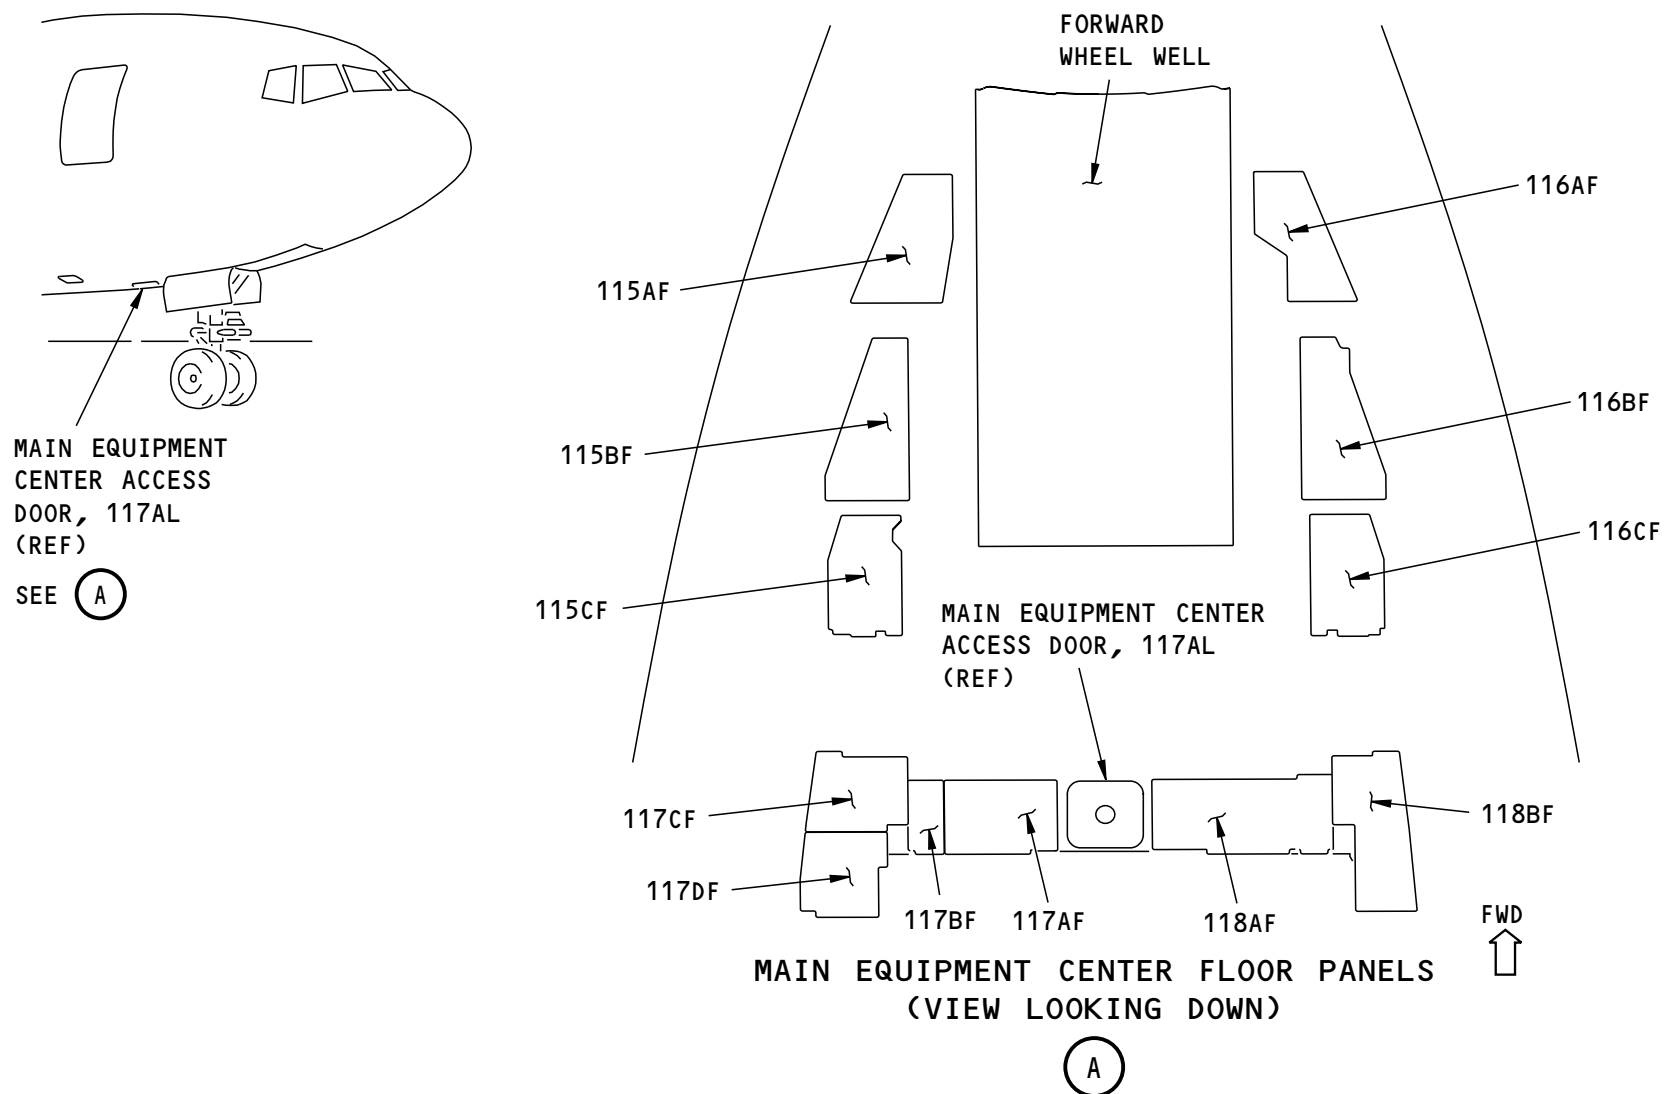 MAIN EQUIPMENT
CENTER ACCESS
DOOR, 117AL
(REF)
SEE A
FORWARD
WHEEL WELL
116AF
115AF
116BF
115BF
116CF
115CF
MAIN EQUIPMENT CENTER
ACCESS DOOR, 117AL
(REF)
117CF
118BF
117DF
117BF
117AF
118AF
FWD
MAIN EQUIPMENT CENTER FLOOR PANELS
(VIEW LOOKING DOWN)
A